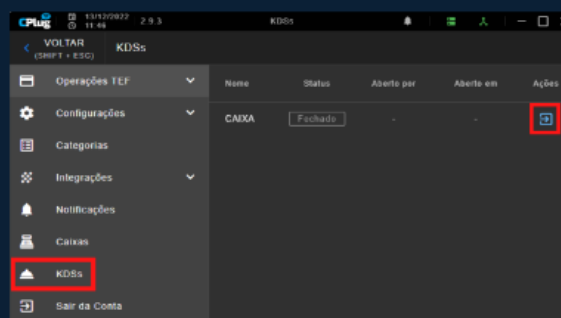 CPlug 13/12/2022 11:46 2.9.3 KDSs
VOLTAR
(SHIFT + ESC)
KDSs
Operações TEF
Configurações
Categorias
Integrações
Notificações
Caixas
KDSs
Sair da Conta
Nome Status Aberto por Aberto em Ações
CAIXA Fechado - -